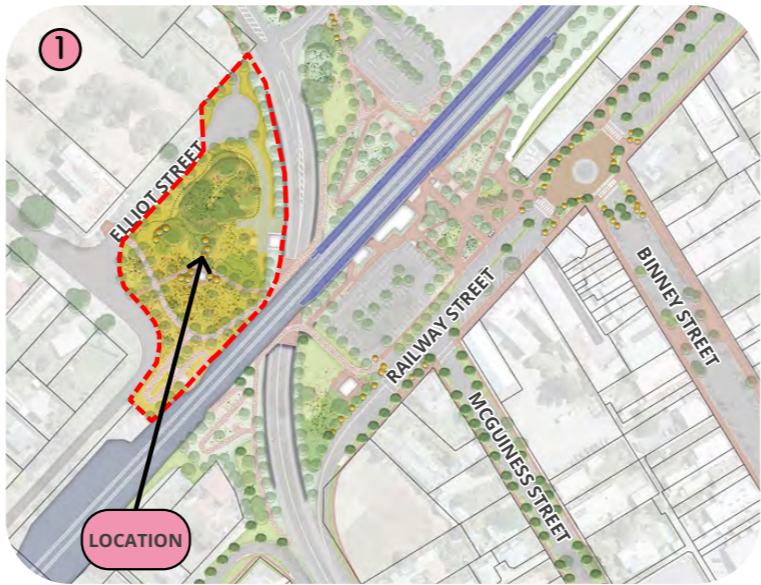 1
ELLIOT STREET
RAILWAY STREET
BINNEY STREET
MCGUINESS STREET
LOCATION